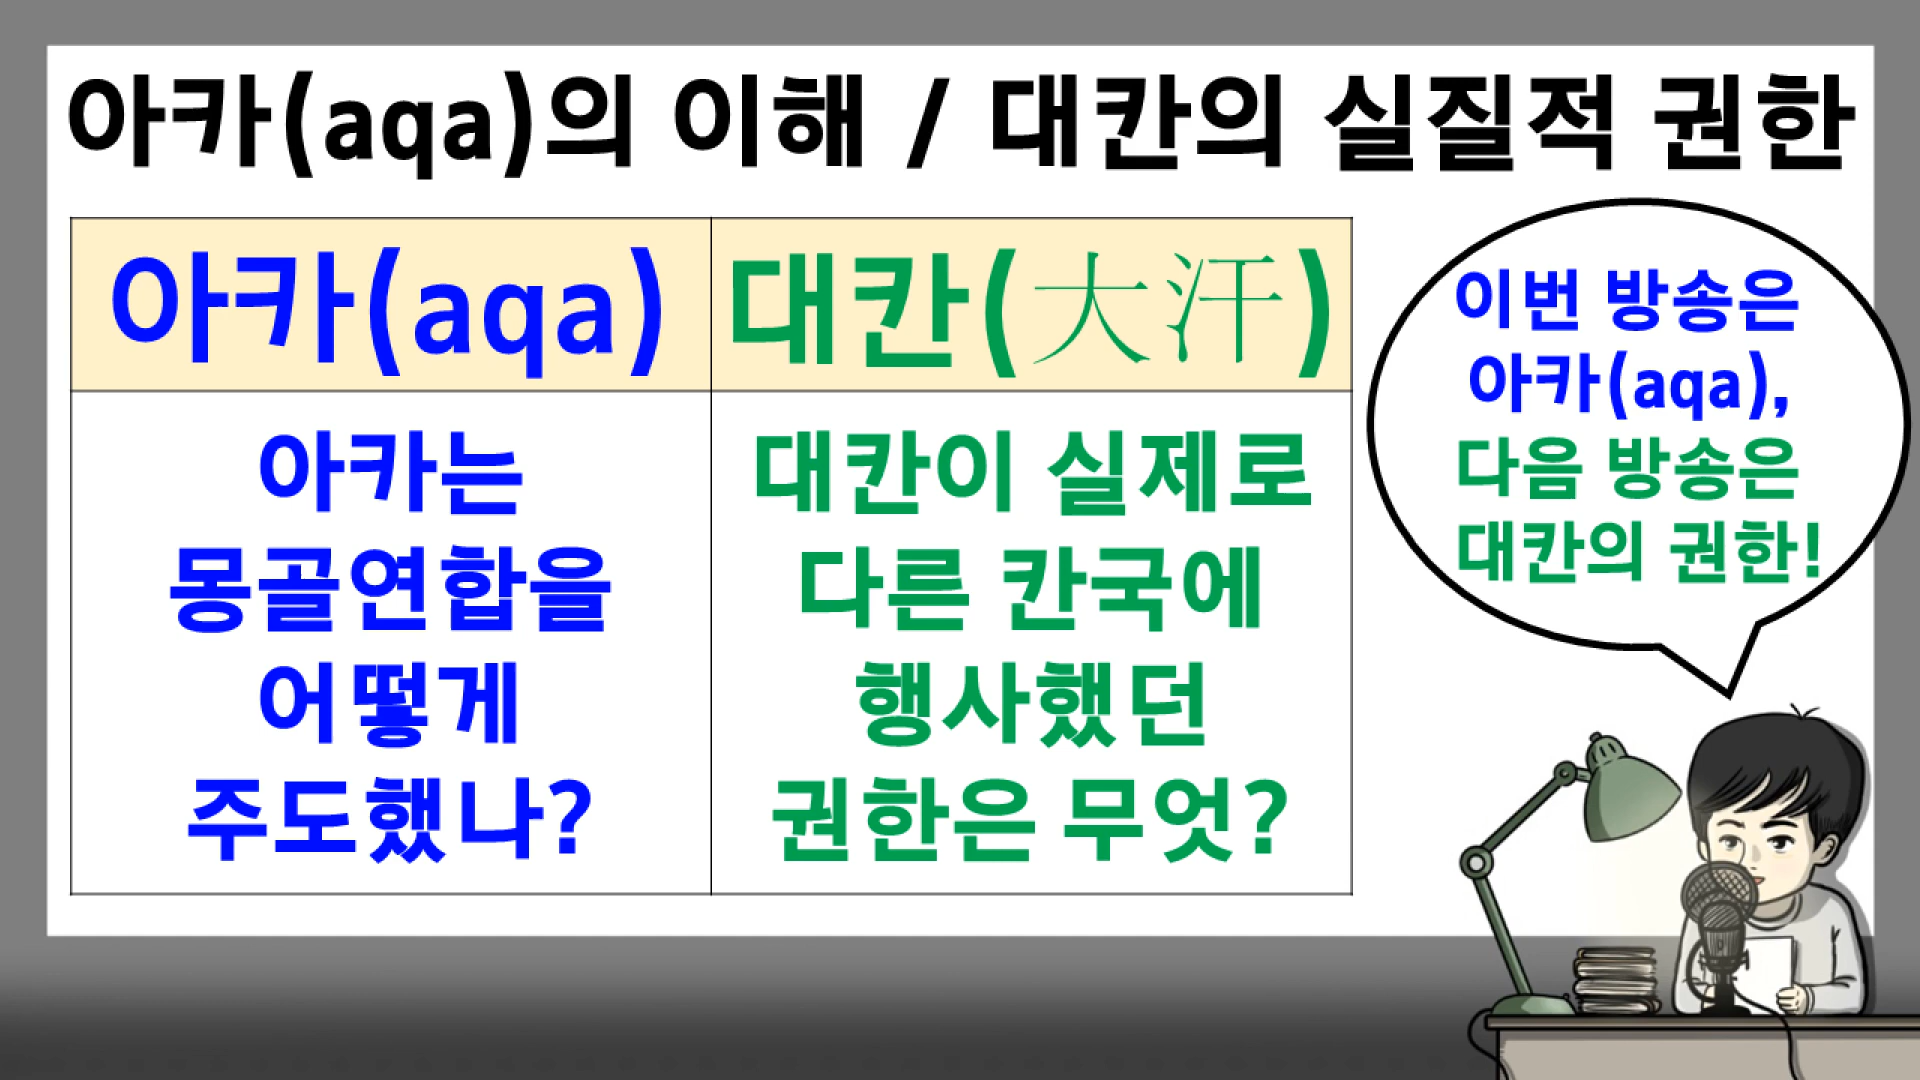 아카(aqa)의 이해 / 대칸의 실질적 권한
아카(aqa)
대칸(大汗)
아카는
몽골연합을
어떻게
주도했나?
대칸이 실제로
다른 칸국에
행사했던
권한은 무엇?
이번 방송은
아카(aqa),
다음 방송은
대칸의 권한!